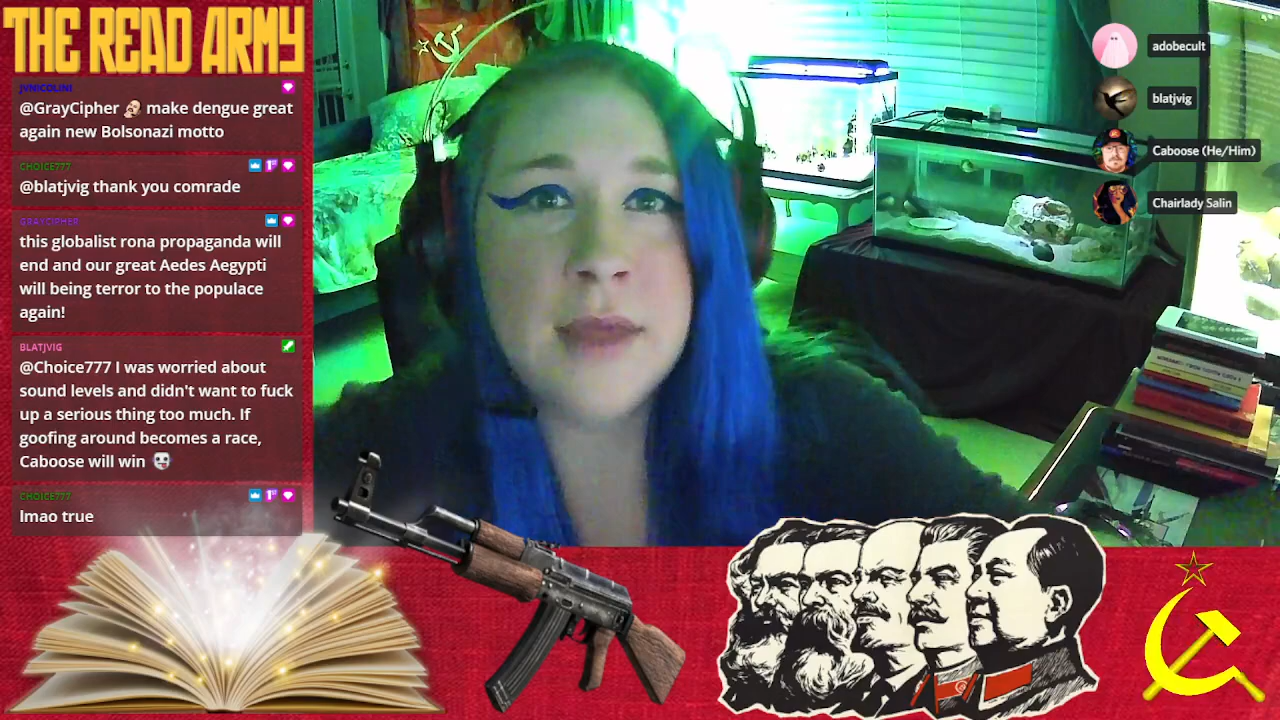 THE READ ARMY
JVNICOLINI
@GrayCipher make dengue great
again new Bolsonazi motto
CHOICE777
@blatjvig thank you comrade
GRAYCIPHER
this globalist rona propaganda will
end and our great Aedes Aegypti
will being terror to the populace
again!
BLATJVIG
@Choice777 I was worried about
sound levels and didn't want to fuck
up a serious thing too much. If
goofing around becomes a race,
Caboose will win
CHOICE777
lmao true
adobecult
blatjvig
Caboose (He/Him)
Chairlady Salin